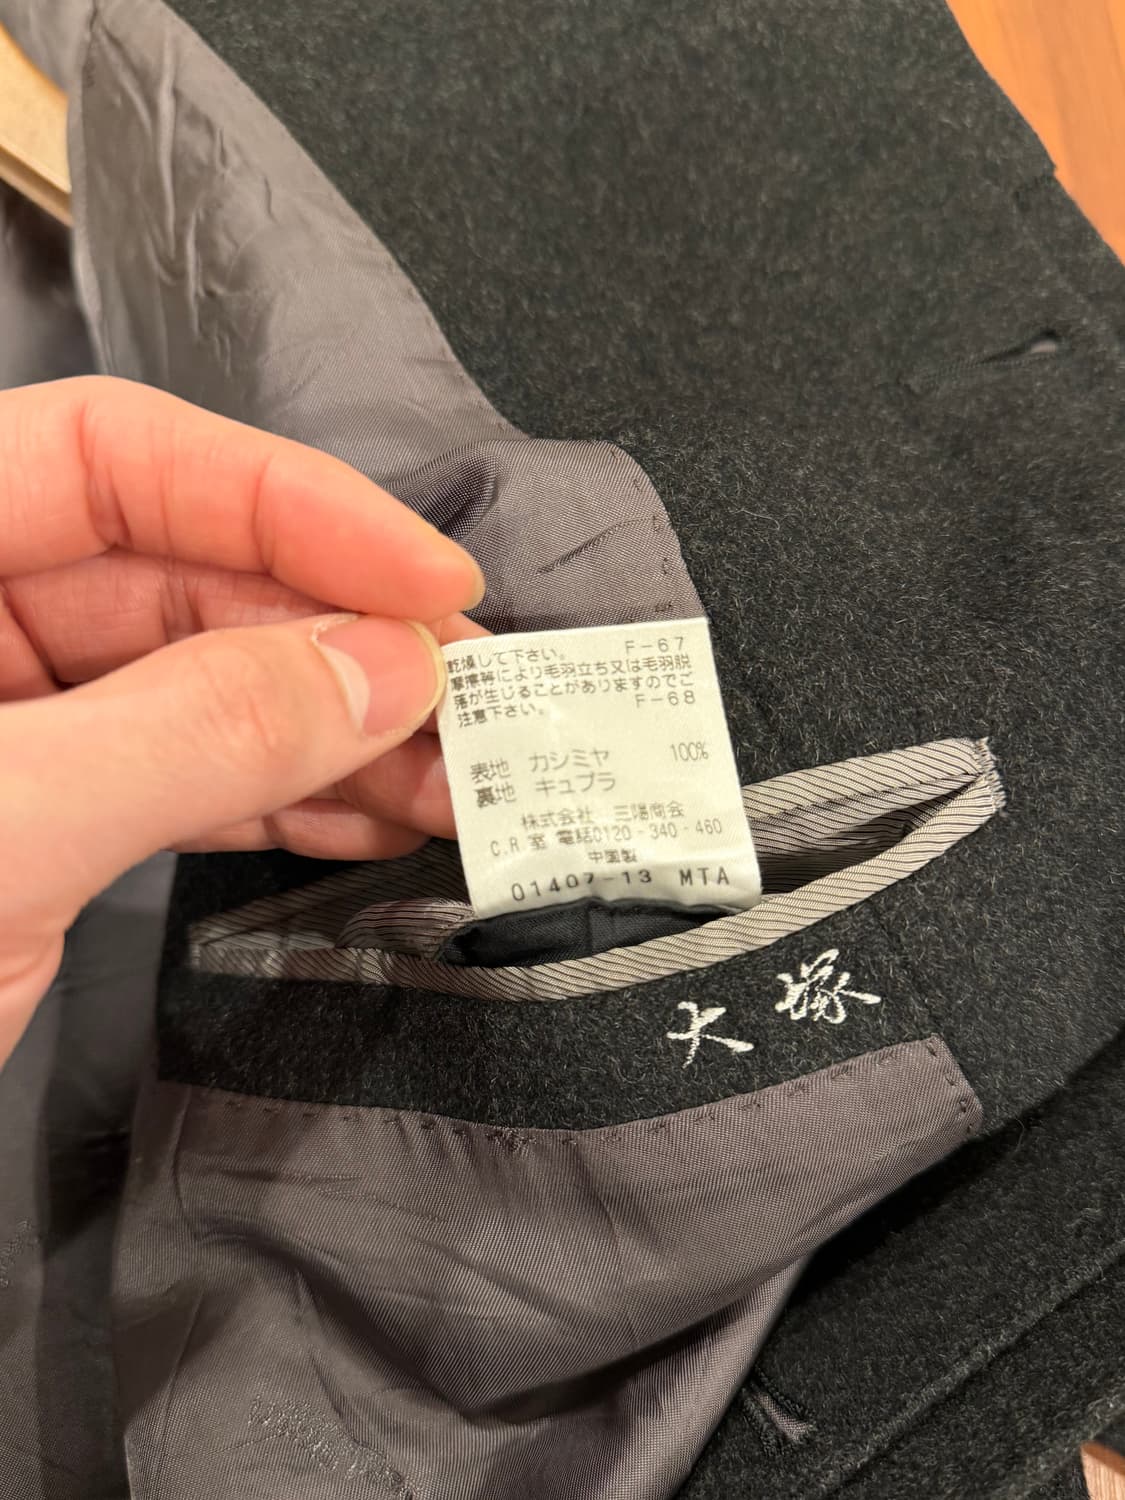 乾燥して下さい。 F-67
摩擦等により毛羽立ち又は毛羽脱
落が生じることがありますのでご
注意下さい。 F-68
表地 カシミヤ 100%
裏地 キュプラ
株式会社 三陽商会
C.R.室 電話0120-340-460
中国製
01407-13 MTA
大塚